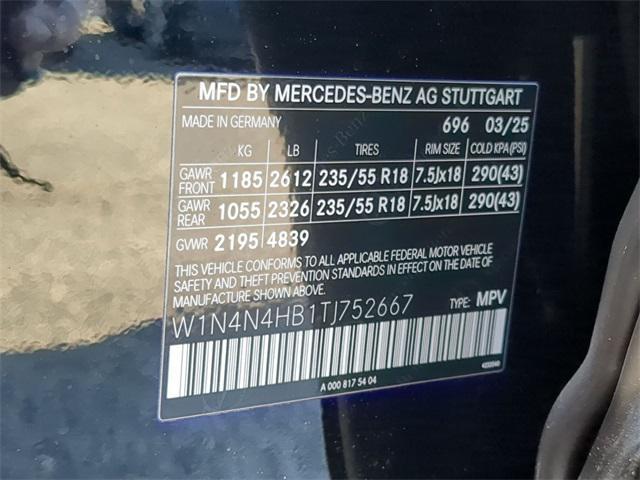 MFD BY MERCEDES-BENZ AG STUTTGART
MADE IN GERMANY 696 03/25
KG LB TIRES RIM SIZE COLD KPA(PSI)
GAWR FRONT 1185 2612 235/55 R18 7.5Jx18 290(43)
GAWR REAR 1055 2326 235/55 R18 7.5Jx18 290(43)
GVWR 2195 4839
THIS VEHICLE CONFORMS TO ALL APPLICABLE FEDERAL MOTOR VEHICLE
SAFETY AND THEFT PREVENTION STANDARDS IN EFFECT ON THE DATE
OF MANUFACTURE SHOWN ABOVE.
W1N4N4HB1TJ752667 TYPE: MPV
A 000 817 54 04